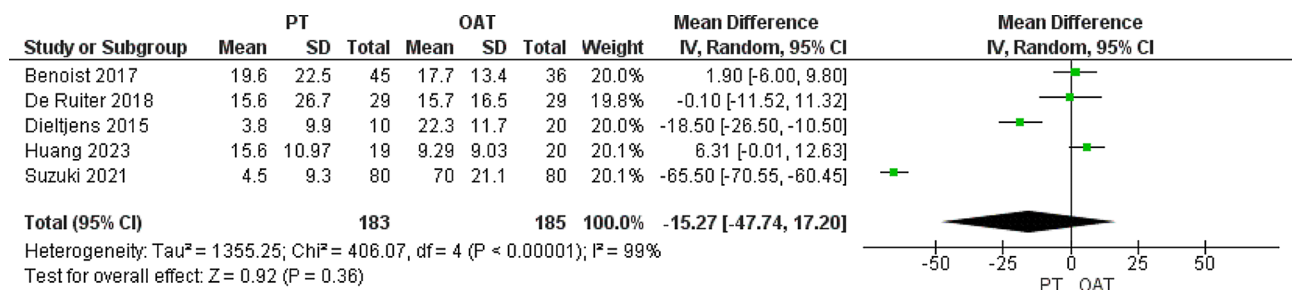 PT OAT Mean Difference Mean Difference
Study or Subgroup Mean SD Total Mean SD Total Weight IV, Random, 95% CI IV, Random, 95% CI
Benoist 2017 19.6 22.5 45 17.7 13.4 36 20.0% 1.90 [-6.00, 9.80]
De Ruiter 2018 15.6 26.7 29 15.7 16.5 29 19.8% -0.10 [-11.52, 11.32]
Dieltjens 2015 3.8 9.9 10 22.3 11.7 20 20.0% -18.50 [-26.50, -10.50]
Huang 2023 15.6 10.97 19 9.29 9.03 20 20.1% 6.31 [-0.01, 12.63]
Suzuki 2021 4.5 9.3 80 70 21.1 80 20.1% -65.50 [-70.55, -60.45]
Total (95% CI) 183 185 100.0% -15.27 [-47.74, 17.20]
Heterogeneity: Tau² = 1355.25; Chi² = 406.07, df = 4 (P < 0.00001); I² = 99%
Test for overall effect: Z = 0.92 (P = 0.36)
-50 -25 0 25 50
PT OAT